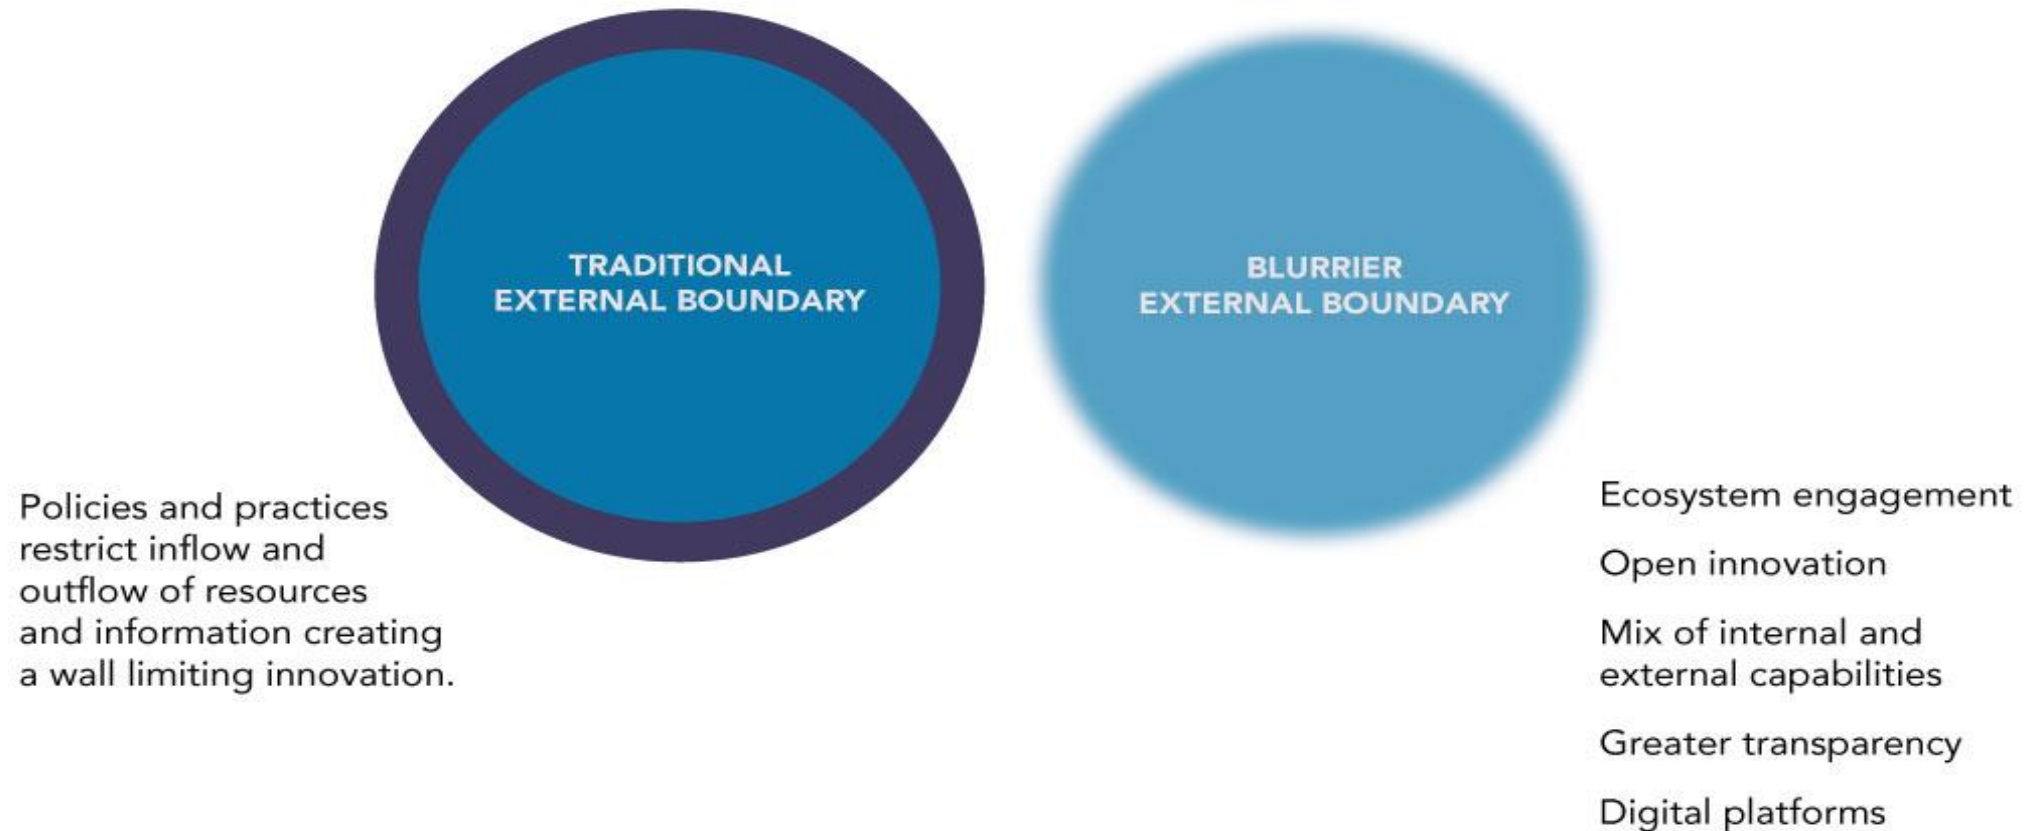 TRADITIONAL
EXTERNAL BOUNDARY
BLURRIER
EXTERNAL BOUNDARY
Policies and practices
restrict inflow and
outflow of resources
and information creating
a wall limiting innovation.
Ecosystem engagement
Open innovation
Mix of internal and
external capabilities
Greater transparency
Digital platforms